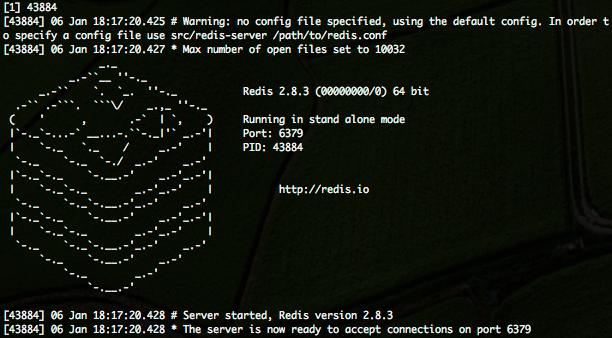 [1] 43884
[43884] 06 Jan 18:17:20.425 # Warning: no config file specified, using the default config. In order t
o specify a config file use src/redis-server /path/to/redis.conf
[43884] 06 Jan 18:17:20.427 * Max number of open files set to 10032
Redis 2.8.3 (00000000/0) 64 bit
Running in stand alone mode
Port: 6379
PID: 43884
http://redis.io
[43884] 06 Jan 18:17:20.428 # Server started, Redis version 2.8.3
[43884] 06 Jan 18:17:20.428 * The server is now ready to accept connections on port 6379